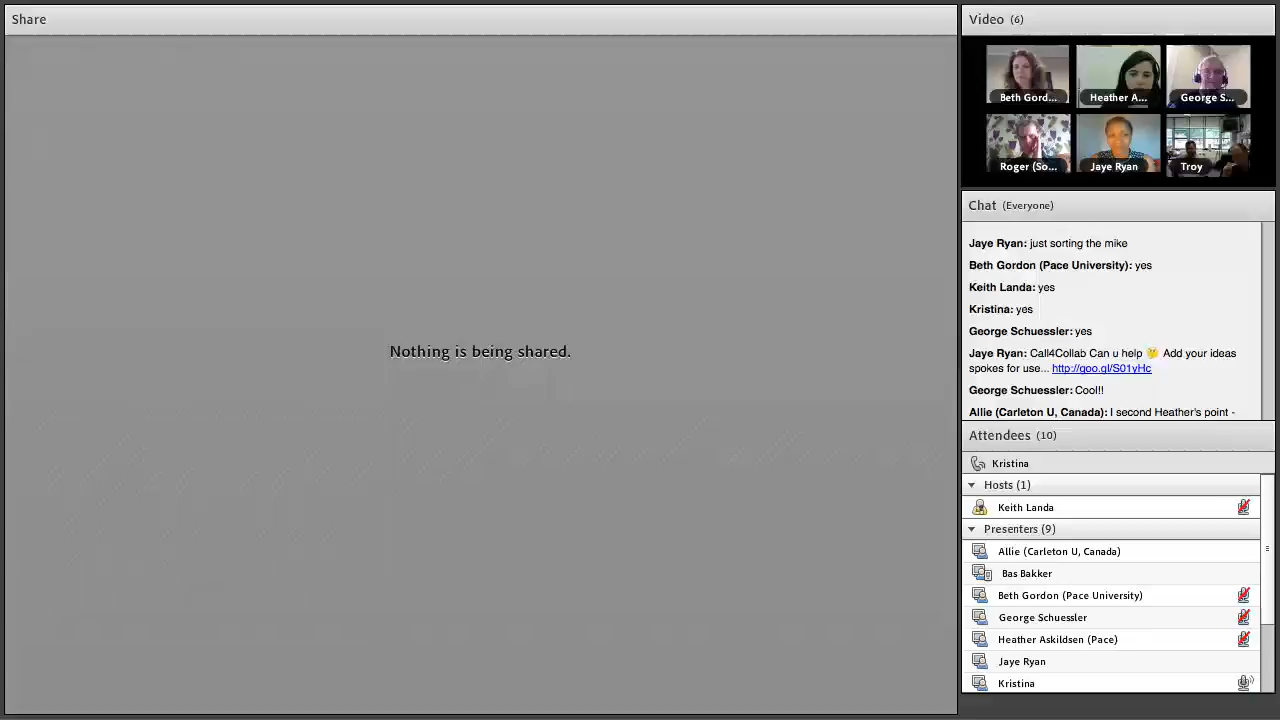 Share
Nothing is being shared.
Video (6)
Beth Gord...
Heather A...
George S...
Roger (So...
Jaye Ryan
Troy
Chat (Everyone)
Jaye Ryan: just sorting the mike
Beth Gordon (Pace University): yes
Keith Landa: yes
Kristina: yes
George Schuessler: yes
Jaye Ryan: Call4Collab Can u help 🤔 Add your ideas
spokes for use... http://goo.gl/S01yHc
George Schuessler: Cool!!
Allie (Carleton U, Canada): I second Heather's point -
Attendees (10)
Kristina
Hosts (1)
Keith Landa
Presenters (9)
Allie (Carleton U, Canada)
Bas Bakker
Beth Gordon (Pace University)
George Schuessler
Heather Askildsen (Pace)
Jaye Ryan
Kristina